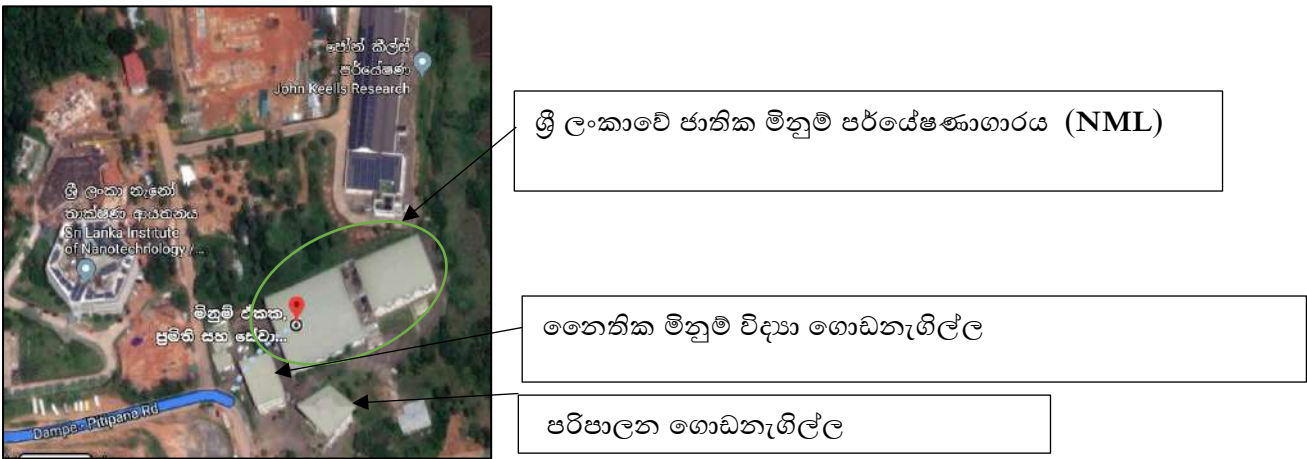 පෝන් කීල්ස්
පර්යේෂණ
John Keells Research
ශ්‍රී ලංකා නැනෝ
තාක්ෂණ ආයතනය
Sri Lanka Institute
of Nanotechnology /...
මිනුම් ඒකක,
ප්‍රමිති සහ සේවා...
Dampe - Pitipana Rd
ශ්‍රී ලංකාවේ ජාතික මිනුම් පර්යේෂණාගාරය (NML)
නෛතික මිනුම් විද්‍යා ගොඩනැගිල්ල
පරිපාලන ගොඩනැගිල්ල